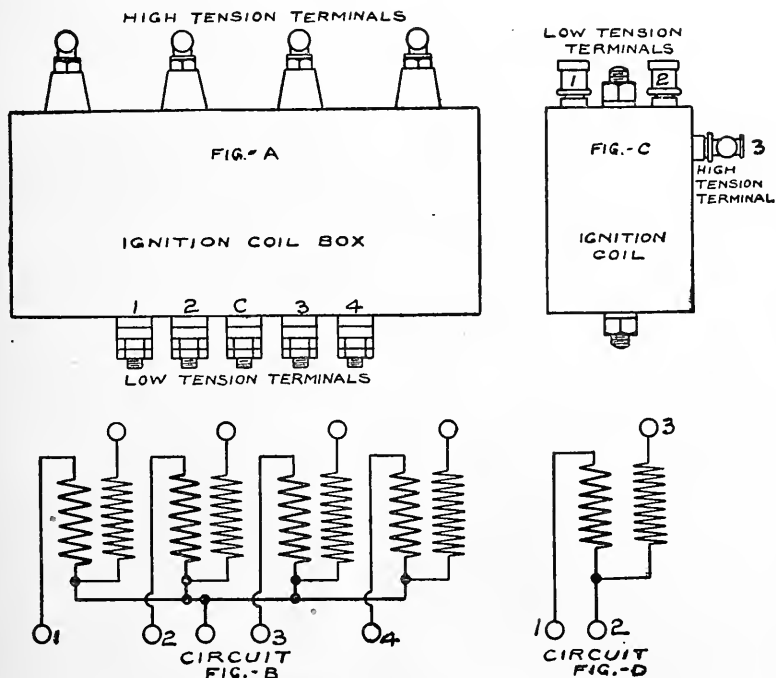 HIGH TENSION TERMINALS
FIG.-A
IGNITION COIL BOX
1 2 C 3 4
LOW TENSION TERMINALS
LOW TENSION
TERMINALS
1 2
3
FIG.-C
HIGH
TENSION
TERMINAL
IGNITION
COIL
1 2 3 4
CIRCUIT
FIG.-B
3
1 2
CIRCUIT
FIG.-D